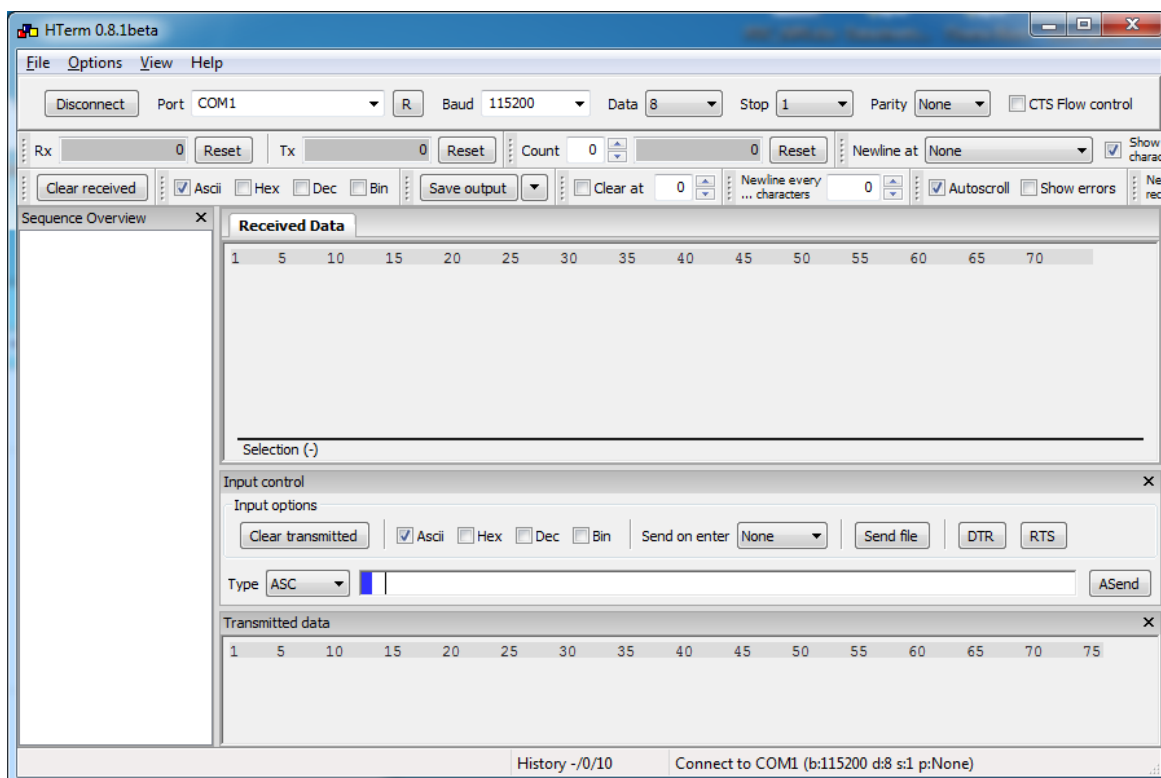 HTerm 0.8.1beta
File Options View Help
Disconnect Port COM1 R Baud 115200 Data 8 Stop 1 Parity None CTS Flow control
Rx 0 Reset Tx 0 Reset Count 0 0 Reset Newline at None Show
charac
Clear received Ascii Hex Dec Bin Save output Clear at 0 Newline every
... characters 0 Autoscroll Show errors Ne
rec
Sequence Overview
Received Data
1 5 10 15 20 25 30 35 40 45 50 55 60 65 70
Selection (-)
Input control
Input options
Clear transmitted Ascii Hex Dec Bin Send on enter None Send file DTR RTS
Type ASC ASend
Transmitted data
1 5 10 15 20 25 30 35 40 45 50 55 60 65 70 75
History -/0/10 Connect to COM1 (b:115200 d:8 s:1 p:None)